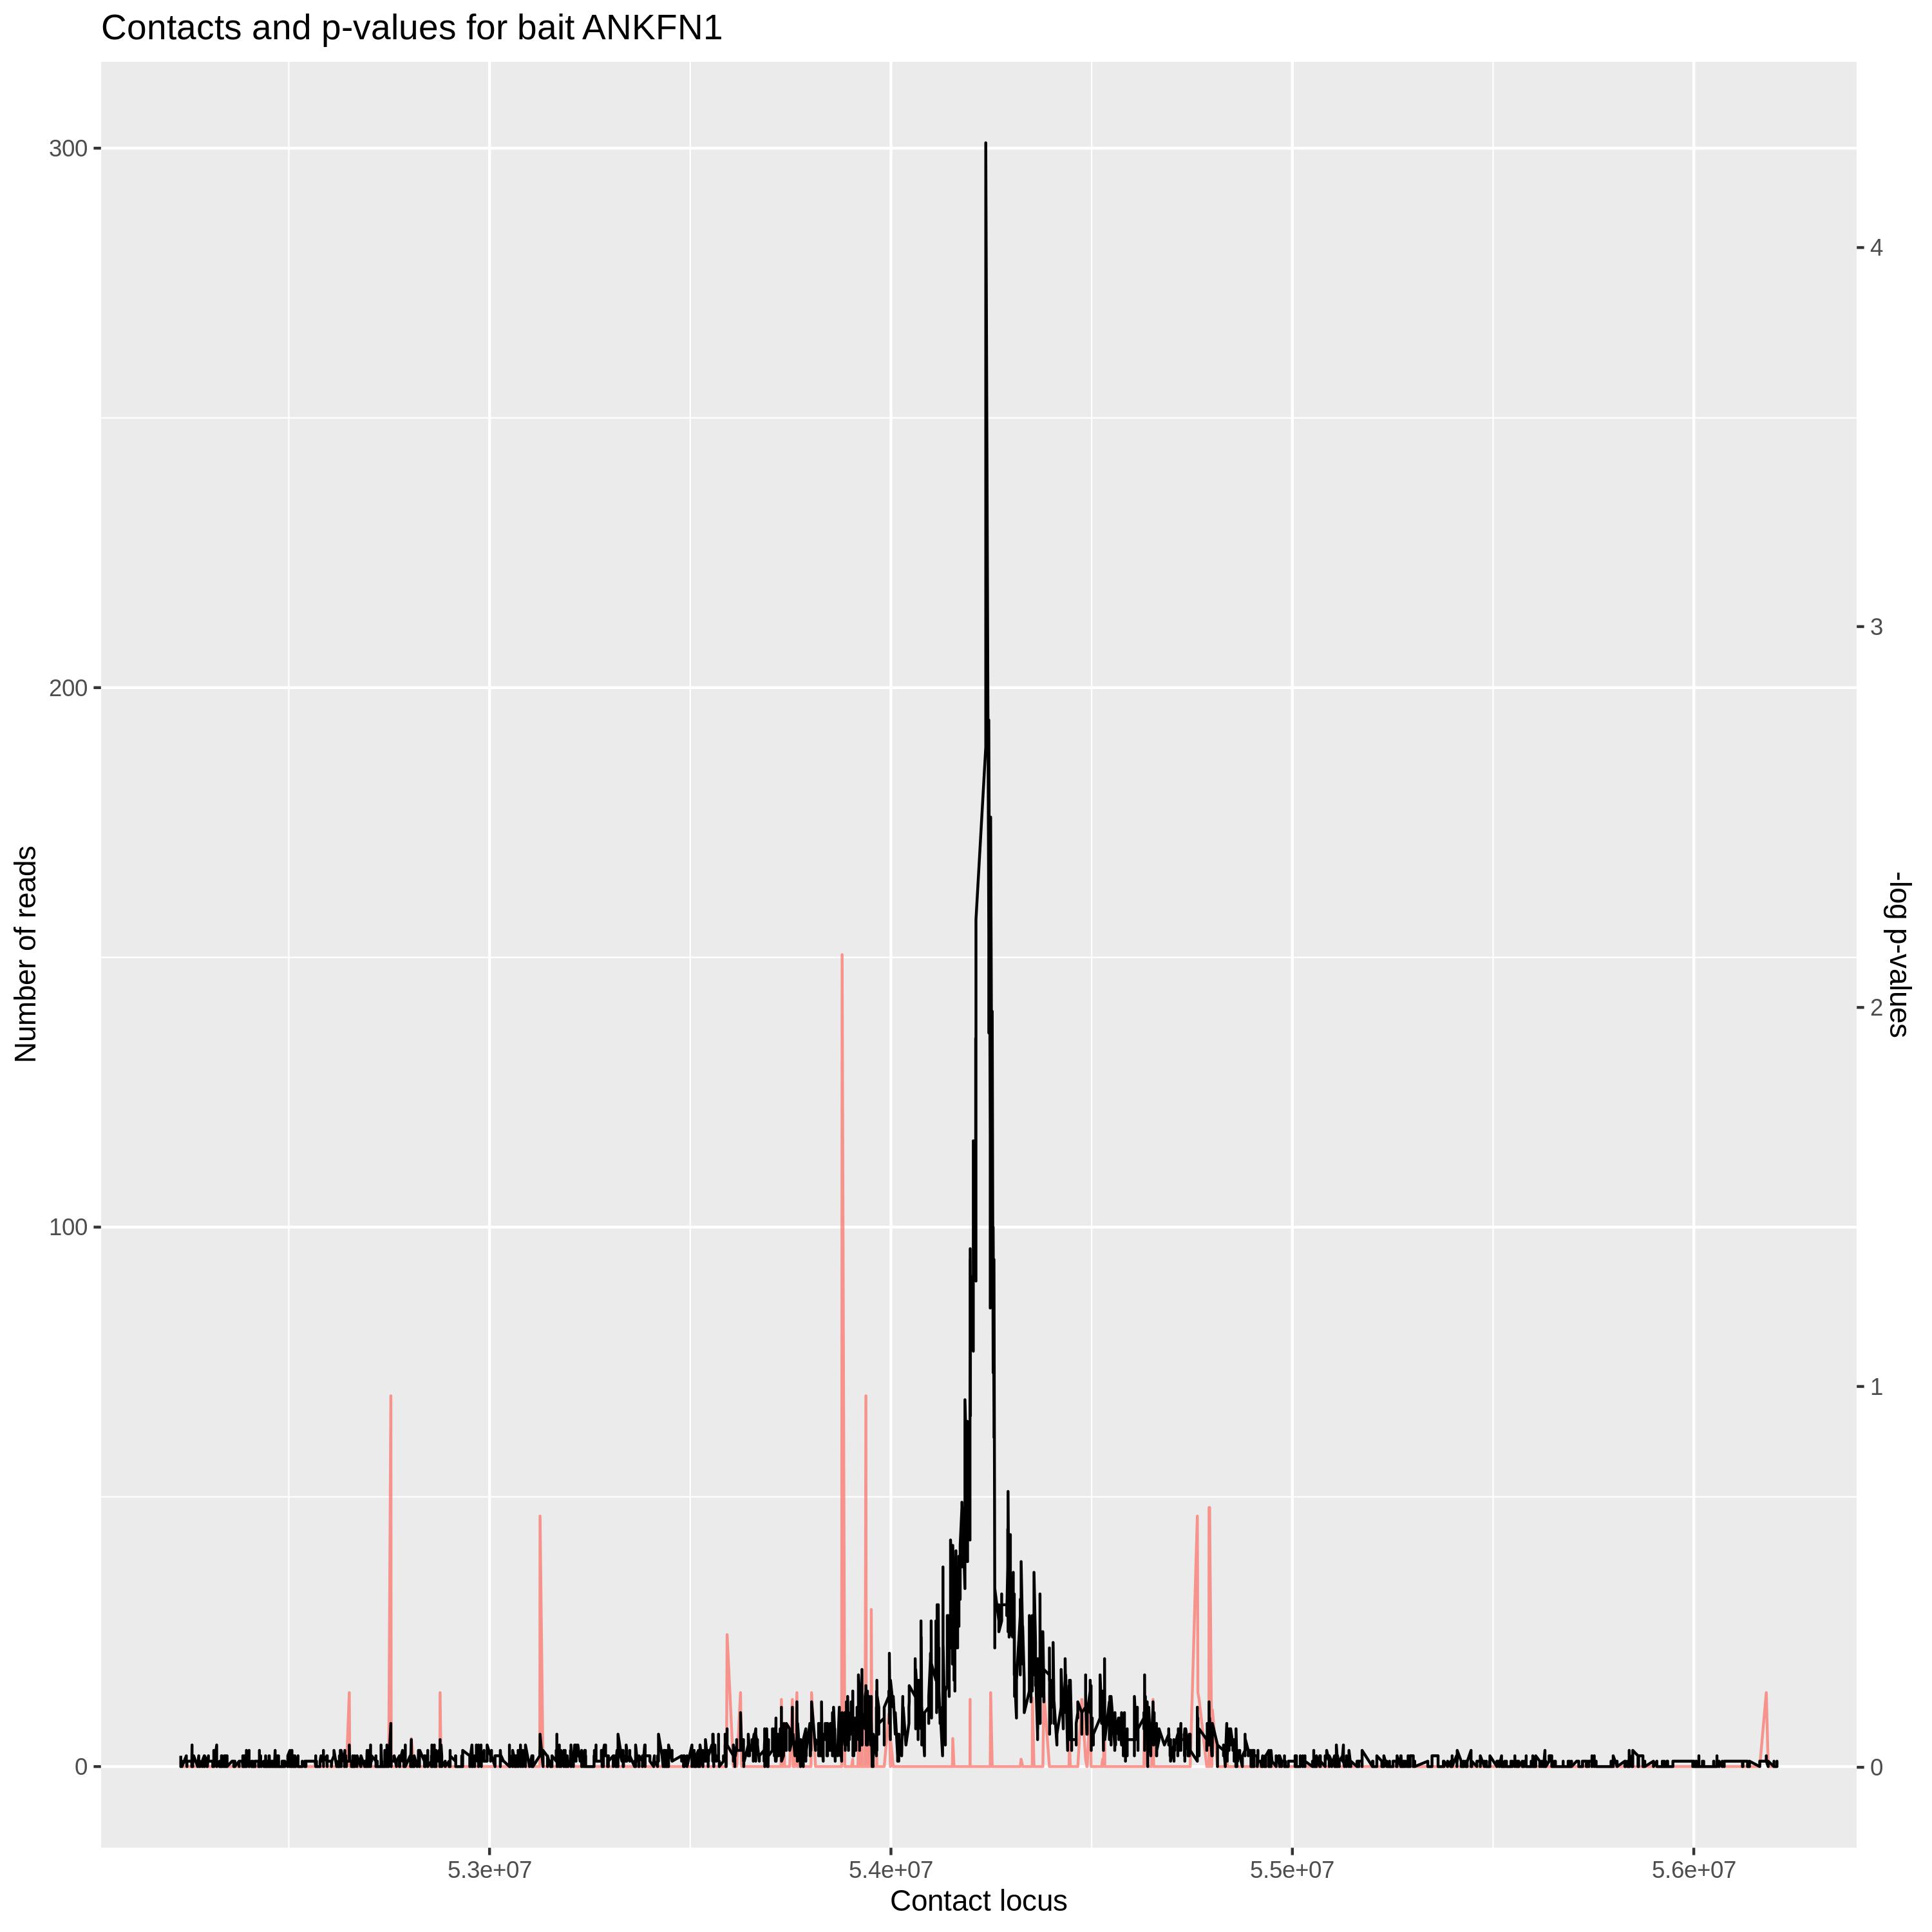 Contacts and p-values for bait ANKFN1
300
200
100
0
Number of reads
4
3
2
1
0
-log p-values
5.3e+07
5.4e+07
5.5e+07
5.6e+07
Contact locus